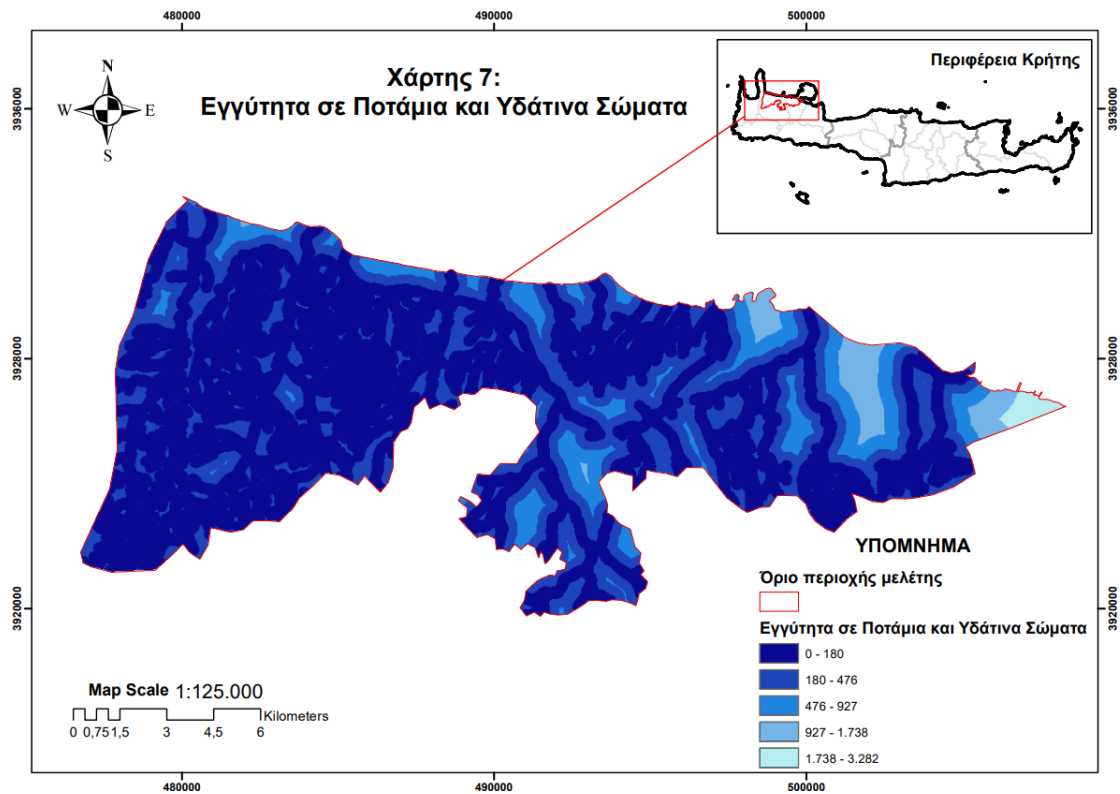 480000 490000 500000
Χάρτης 7:
Εγγύτητα σε Ποτάμια και Υδάτινα Σώματα
N
W E
S
Περιφέρεια Κρήτης
3936000 3936000
3928000 3928000
3920000 3920000
ΥΠΟΜΝΗΜΑ
Όριο περιοχής μελέτης
Εγγύτητα σε Ποτάμια και Υδάτινα Σώματα
0 - 180
180 - 476
476 - 927
927 - 1.738
1.738 - 3.282
Map Scale 1:125.000
Kilometers
0 0,75 1,5 3 4,5 6
480000 490000 500000